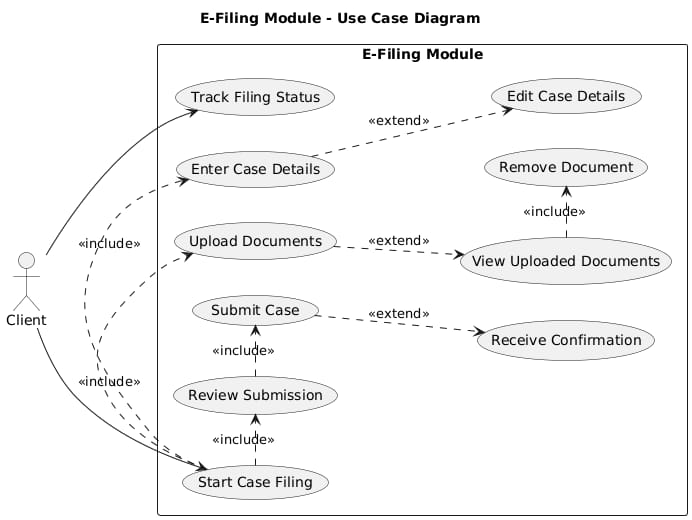 E-Filing Module - Use Case Diagram
E-Filing Module
Track Filing Status
Edit Case Details
«extend»
Enter Case Details
Remove Document
«include»
«include»
Upload Documents
«extend»
View Uploaded Documents
Client
Submit Case
«extend»
Receive Confirmation
«include»
«include»
Review Submission
«include»
Start Case Filing